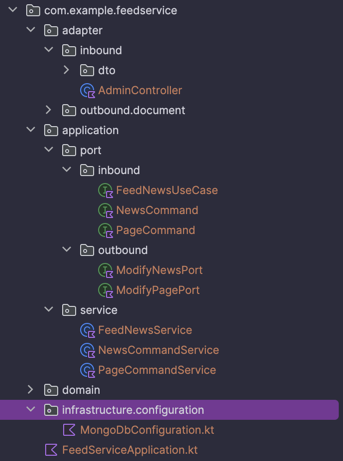 com.example.feedservice
adapter
inbound
dto
AdminController
outbound.document
application
port
inbound
FeedNewsUseCase
NewsCommand
PageCommand
outbound
ModifyNewsPort
ModifyPagePort
service
FeedNewsService
NewsCommandService
PageCommandService
domain
infrastructure.configuration
MongoDbConfiguration.kt
FeedServiceApplication.kt